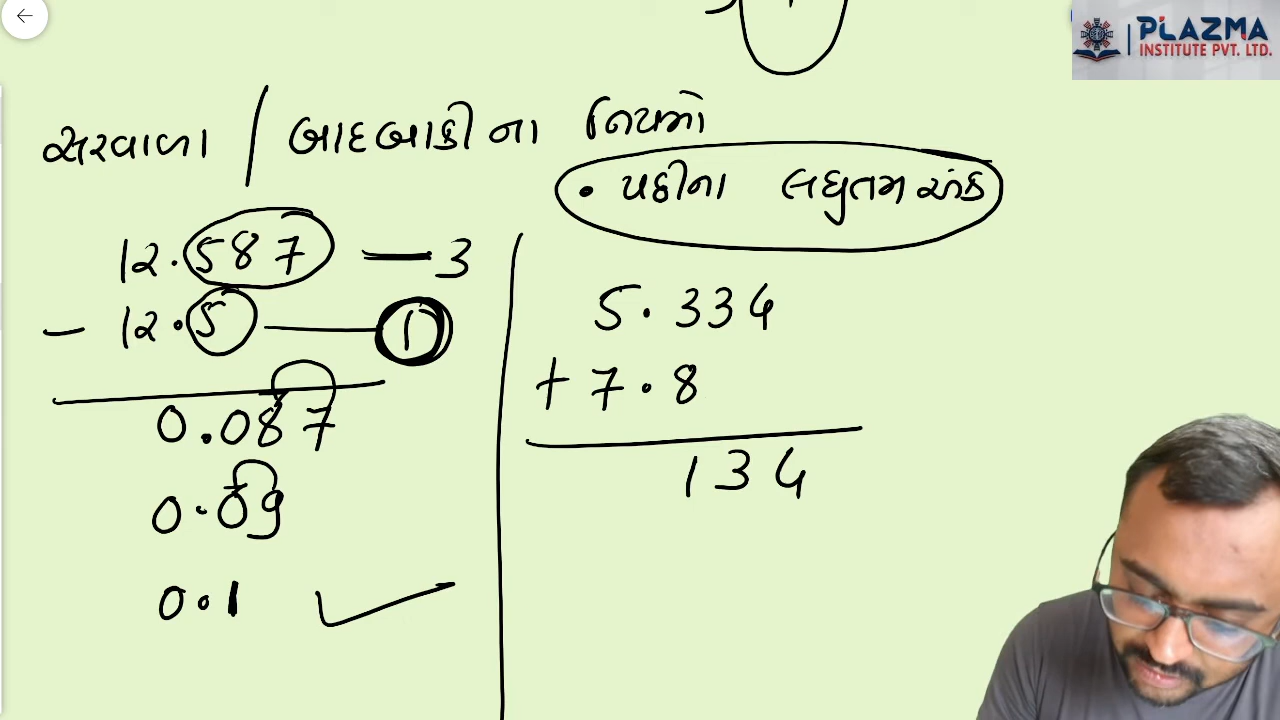 PLAZMA
INSTITUTE PVT. LTD.
સરવાળા / બાદબાકીના નિયમો
• પછીના લઘુતમ અંક
12.587 — 3
- 12.5 — 1
0.087
0.09
0.1 ✓
5.334
+ 7.8
134